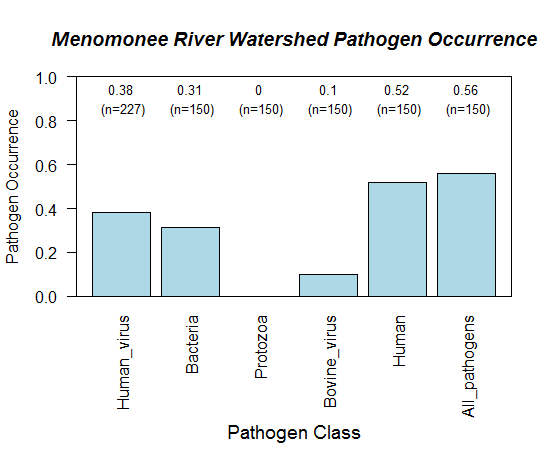 Menomonee River Watershed Pathogen Occurrence
0.38 0.31 0 0.1 0.52 0.56
(n=227) (n=150) (n=150) (n=150) (n=150) (n=150)
1.0
0.8
0.6
0.4
0.2
0.0
Pathogen Occurrence
Human_virus
Bacteria
Protozoa
Bovine_virus
Human
All_pathogens
Pathogen Class